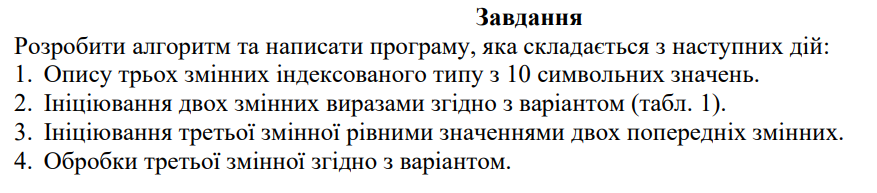 Завдання
Розробити алгоритм та написати програму, яка складається з наступних дій:
1. Опису трьох змінних індексованого типу з 10 символьних значень.
2. Ініціювання двох змінних виразами згідно з варіантом (табл. 1).
3. Ініціювання третьої змінної рівними значеннями двох попередніх змінних.
4. Обробки третьої змінної згідно з варіантом.